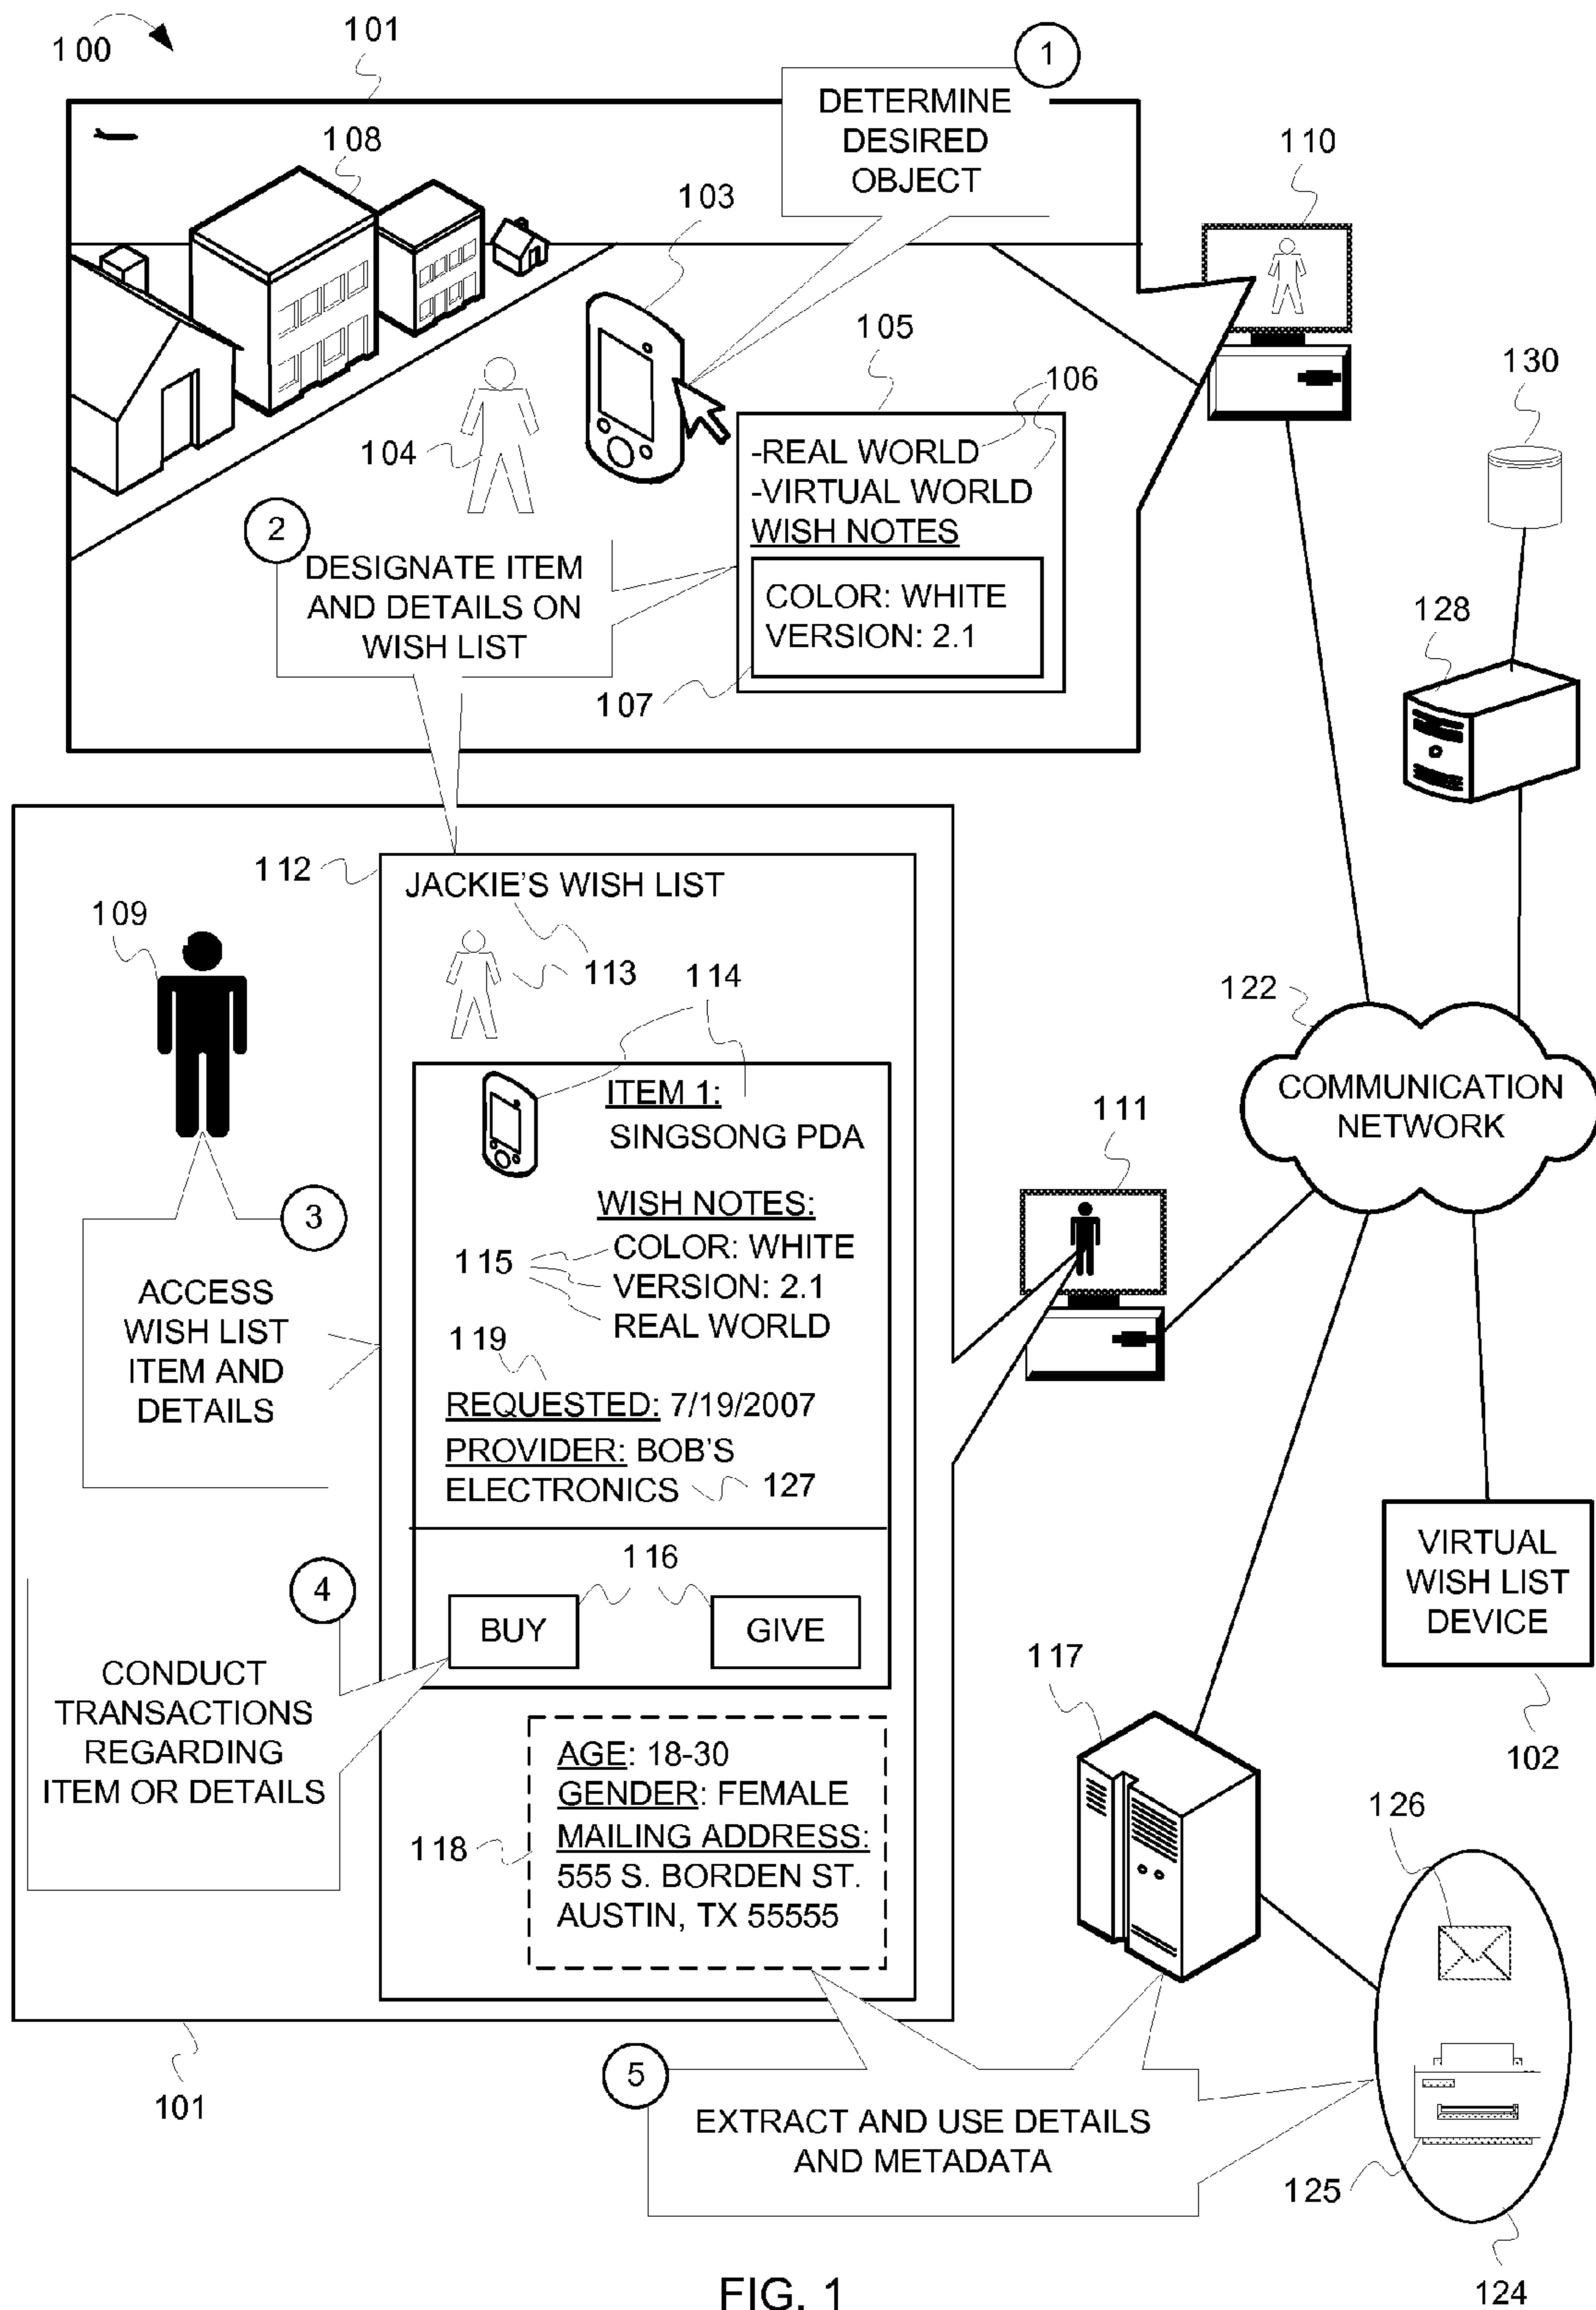 100
101
1
DETERMINE
DESIRED
OBJECT
108
103
110
105
106
130
104
-REAL WORLD
-VIRTUAL WORLD
WISH NOTES
COLOR: WHITE
VERSION: 2.1
107
2
DESIGNATE ITEM
AND DETAILS ON
WISH LIST
128
112
JACKIE'S WISH LIST
109
113
114
122
COMMUNICATION
NETWORK
ITEM 1:
SINGSONG PDA
111
WISH NOTES:
115
COLOR: WHITE
VERSION: 2.1
REAL WORLD
3
ACCESS
WISH LIST
ITEM AND
DETAILS
119
REQUESTED: 7/19/2007
PROVIDER: BOB'S
ELECTRONICS
127
116
BUY
GIVE
4
CONDUCT
TRANSACTIONS
REGARDING
ITEM OR DETAILS
VIRTUAL
WISH LIST
DEVICE
102
117
118
AGE: 18-30
GENDER: FEMALE
MAILING ADDRESS:
555 S. BORDEN ST.
AUSTIN, TX 55555
126
101
5
EXTRACT AND USE DETAILS
AND METADATA
125
124
FIG. 1